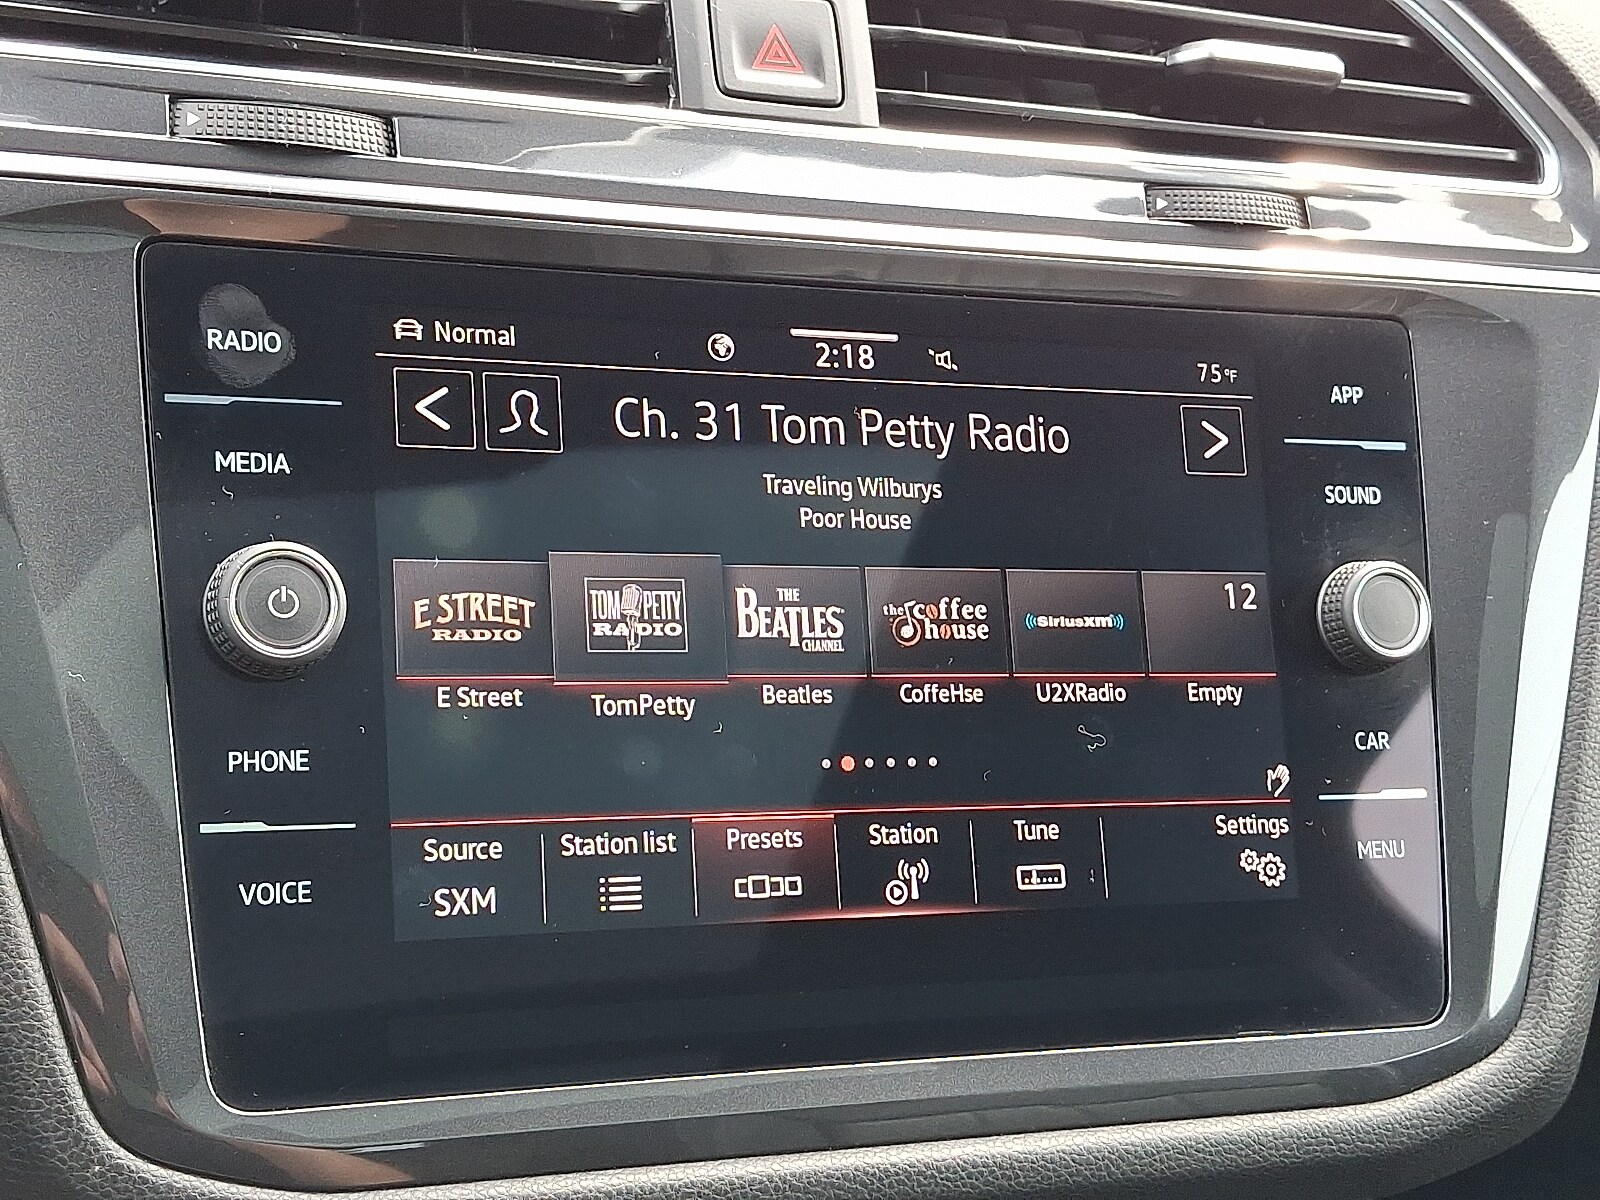 RADIO
MEDIA
PHONE
VOICE
Normal
2:18
75°F
Ch. 31 Tom Petty Radio
Traveling Wilburys
Poor House
E STREET
RADIO
TOM PETTY
RADIO
THE
BEATLES
CHANNEL
the coffee
house
((SiriusXM))
12
E Street
TomPetty
Beatles
CoffeHse
U2XRadio
Empty
Source
SXM
Station list
Presets
Station
Tune
Settings
APP
SOUND
CAR
MENU